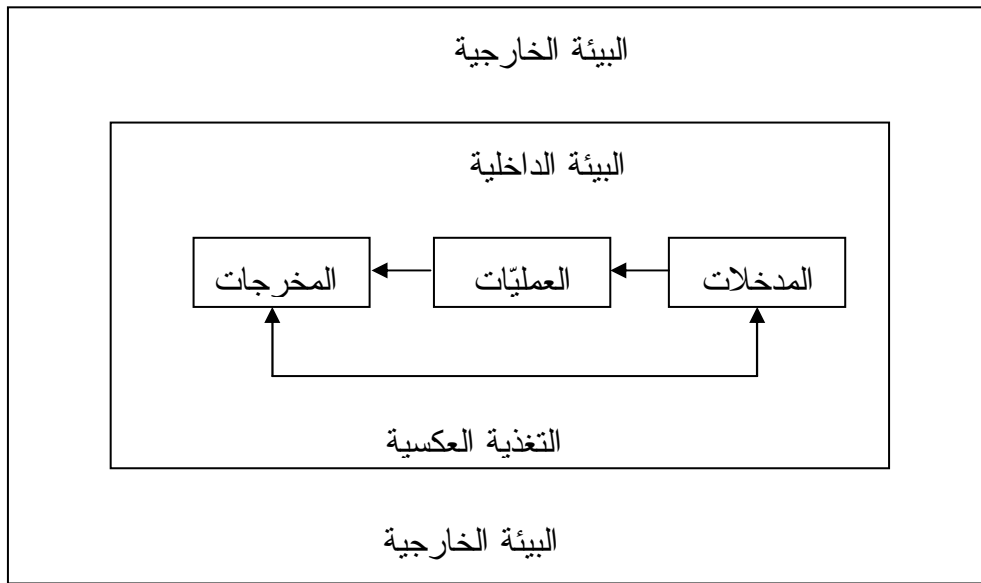 البيئة الخارجية
البيئة الداخلية
المدخلات
العمليّات
المخرجات
التغذية العكسية
البيئة الخارجية